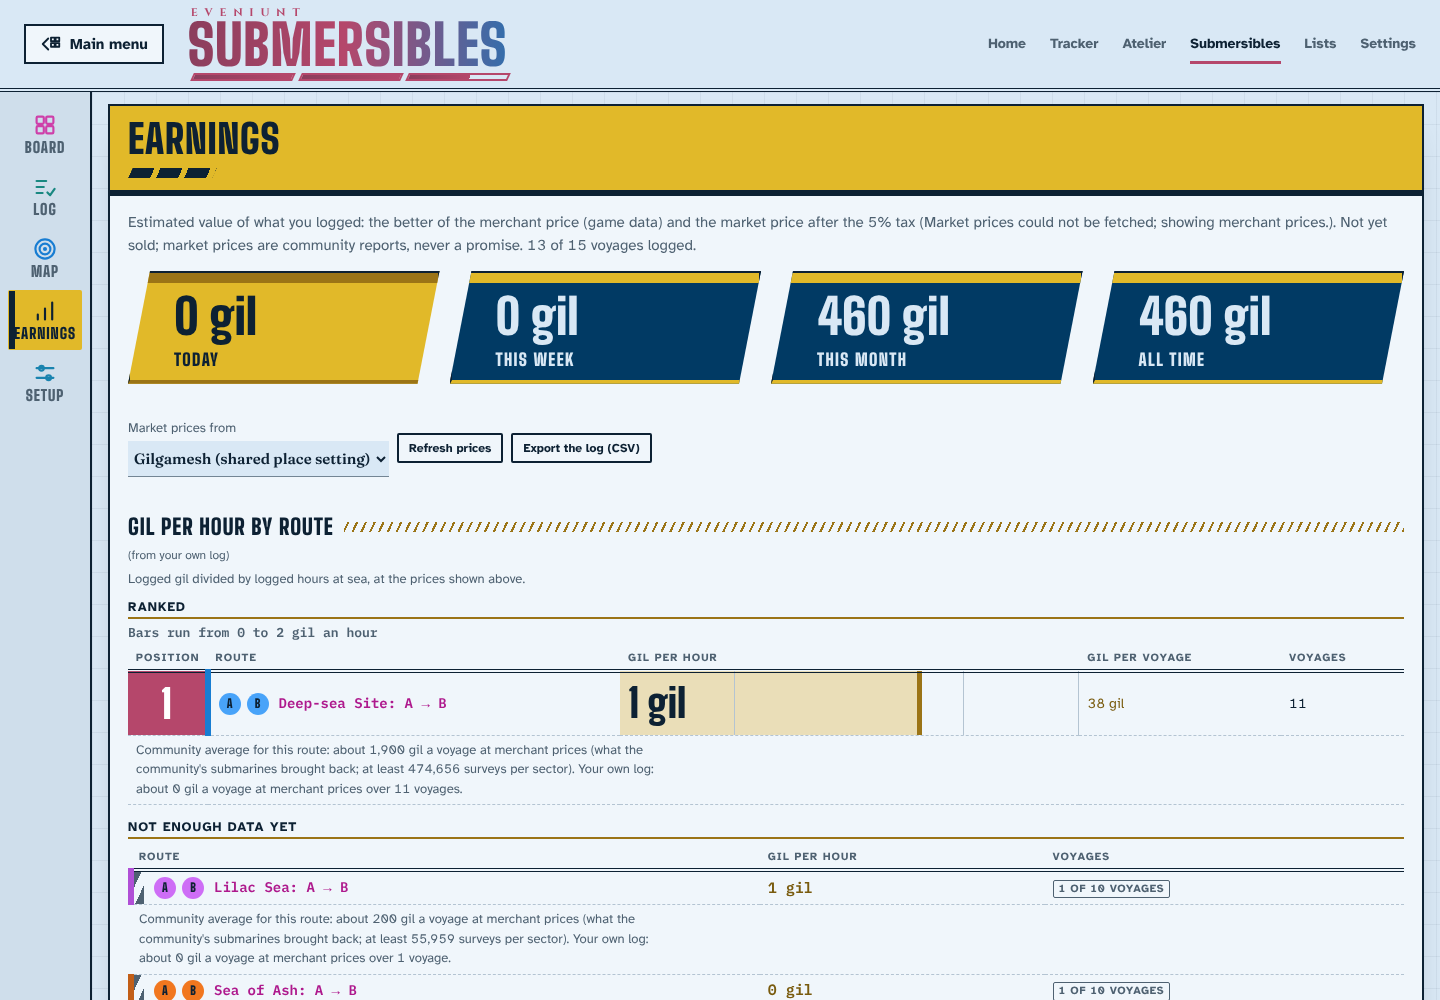 Main menu
EVENIUNT
SUBMERSIBLES
Home
Tracker
Atelier
Submersibles
Lists
Settings
BOARD
LOG
MAP
EARNINGS
SETUP
EARNINGS
Estimated value of what you logged: the better of the merchant price (game data) and the market price after the 5% tax (Market prices could not be fetched; showing merchant prices.). Not yet
sold; market prices are community reports, never a promise. 13 of 15 voyages logged.
0 gil
TODAY
0 gil
THIS WEEK
460 gil
THIS MONTH
460 gil
ALL TIME
Market prices from
Gilgamesh (shared place setting)
Refresh prices
Export the log (CSV)
GIL PER HOUR BY ROUTE
(from your own log)
Logged gil divided by logged hours at sea, at the prices shown above.
RANKED
Bars run from 0 to 2 gil an hour
POSITION ROUTE GIL PER HOUR GIL PER VOYAGE VOYAGES
1 A B Deep-sea Site: A → B 1 gil 38 gil 11
Community average for this route: about 1,900 gil a voyage at merchant prices (what the
community's submarines brought back; at least 474,656 surveys per sector). Your own log:
about 0 gil a voyage at merchant prices over 11 voyages.
NOT ENOUGH DATA YET
ROUTE GIL PER HOUR VOYAGES
A B Lilac Sea: A → B 1 gil 1 OF 10 VOYAGES
Community average for this route: about 200 gil a voyage at merchant prices (what the
community's submarines brought back; at least 55,959 surveys per sector). Your own log:
about 0 gil a voyage at merchant prices over 1 voyage.
A B Sea of Ash: A → B 0 gil 1 OF 10 VOYAGES